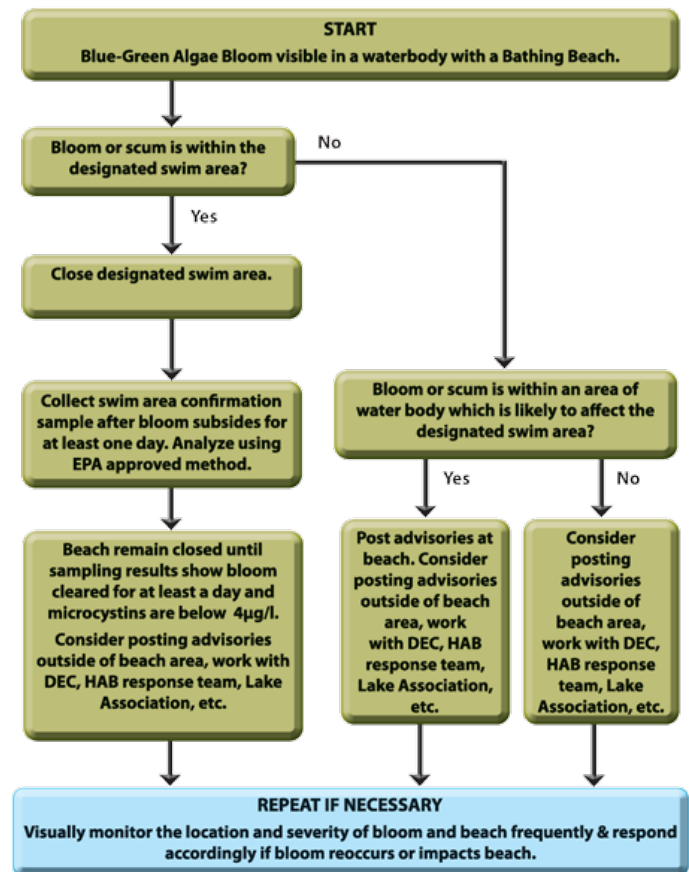 START
Blue-Green Algae Bloom visible in a waterbody with a Bathing Beach.
Bloom or scum is within the
designated swim area?
No
Yes
Close designated swim area.
Collect swim area confirmation
sample after bloom subsides for
at least one day. Analyze using
EPA approved method.
Beach remain closed until
sampling results show bloom
cleared for at least a day and
microcystins are below 4µg/l.
Consider posting advisories
outside of beach area, work with
DEC, HAB response team, Lake
Association, etc.
Bloom or scum is within an area of
water body which is likely to affect the
designated swim area?
Yes
No
Post advisories at
beach. Consider
posting advisories
outside of beach
area, work
with DEC, HAB
response team,
Lake Association,
etc.
Consider
posting
advisories
outside of
beach area,
work with DEC,
HAB response
team, Lake
Association, etc.
REPEAT IF NECESSARY
Visually monitor the location and severity of bloom and beach frequently & respond
accordingly if bloom reoccurs or impacts beach.